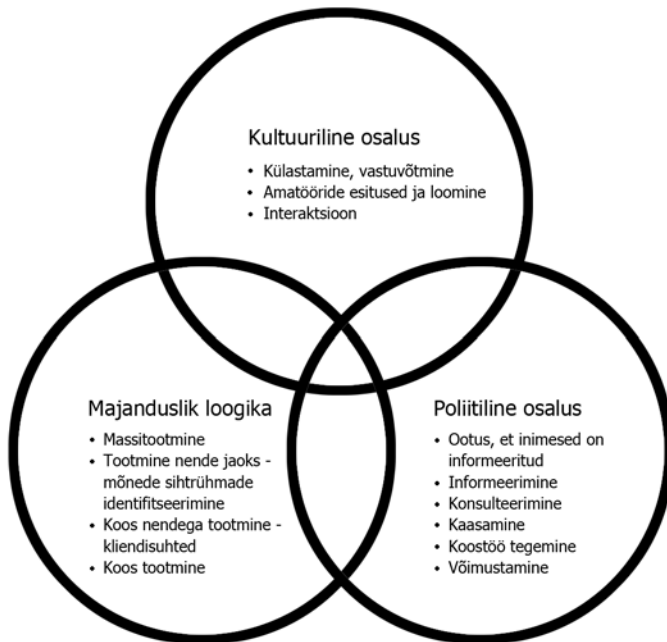 Kultuuriline osalus
• Külastamine, vastuvõtmine
• Amatööride esitused ja loomine
• Interaktsioon
Majanduslik loogika
• Massitootmine
• Tootmine nende jaoks -
mõnede sihtrühmade
identifitseerimine
• Koos nendega tootmine -
kliendisuhted
• Koos tootmine
Poliitiline osalus
• Ootus, et inimesed on
informeeritud
• Informeerimine
• Konsulteerimine
• Kaasamine
• Koostöö tegemine
• Võimustamine